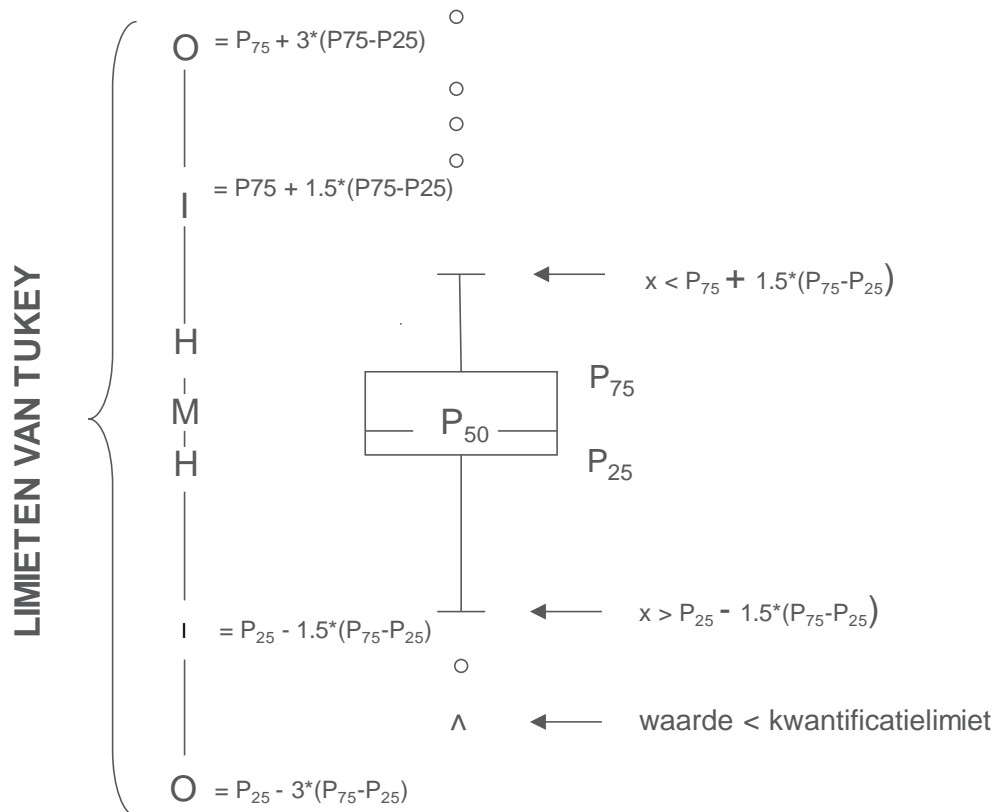 LIMIETEN VAN TUKEY
O = P75 + 3*(P75-P25)
I = P75 + 1.5*(P75-P25)
x < P75 + 1.5*(P75-P25)
H
P75
M
P50
H
P25
x > P25 - 1.5*(P75-P25)
I = P25 - 1.5*(P75-P25)
^
waarde < kwantificatielimiet
O = P25 - 3*(P75-P25)